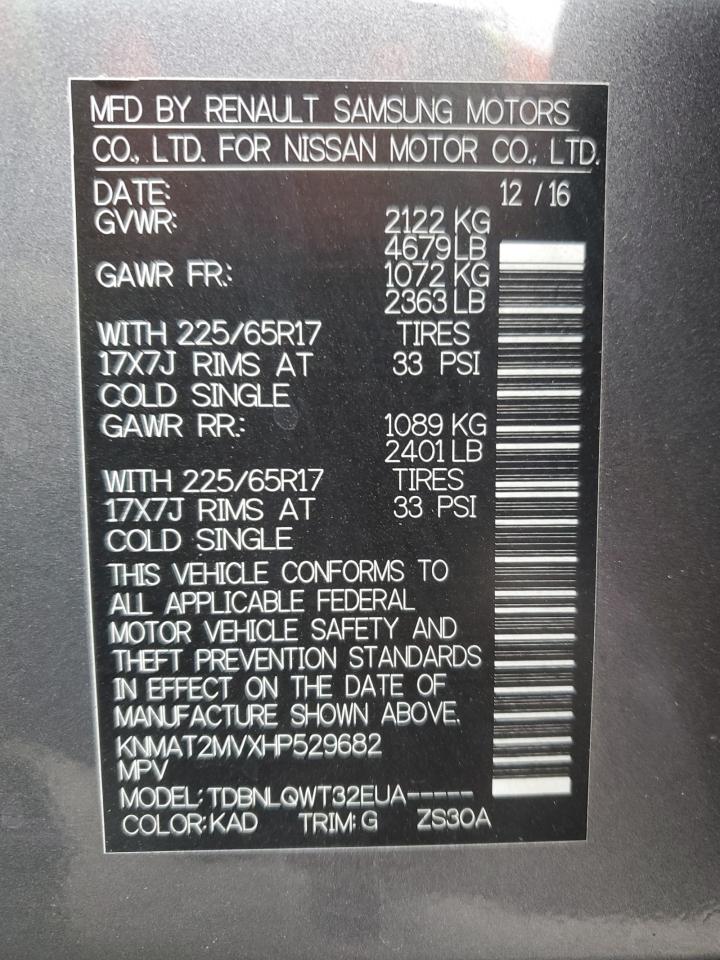 MFD BY RENAULT SAMSUNG MOTORS
CO., LTD. FOR NISSAN MOTOR CO., LTD.
DATE: 12 / 16
GVWR: 2122 KG
4679 LB
GAWR FR.: 1072 KG
2363 LB
WITH 225/65R17 TIRES
17X7J RIMS AT 33 PSI
COLD SINGLE
GAWR RR.: 1089 KG
2401 LB
WITH 225/65R17 TIRES
17X7J RIMS AT 33 PSI
COLD SINGLE
THIS VEHICLE CONFORMS TO
ALL APPLICABLE FEDERAL
MOTOR VEHICLE SAFETY AND
THEFT PREVENTION STANDARDS
IN EFFECT ON THE DATE OF
MANUFACTURE SHOWN ABOVE.
KNMAT2MVXHP529682
MPV
MODEL: TDBNLQWT32EUA-----
COLOR: KAD TRIM: G ZS30A